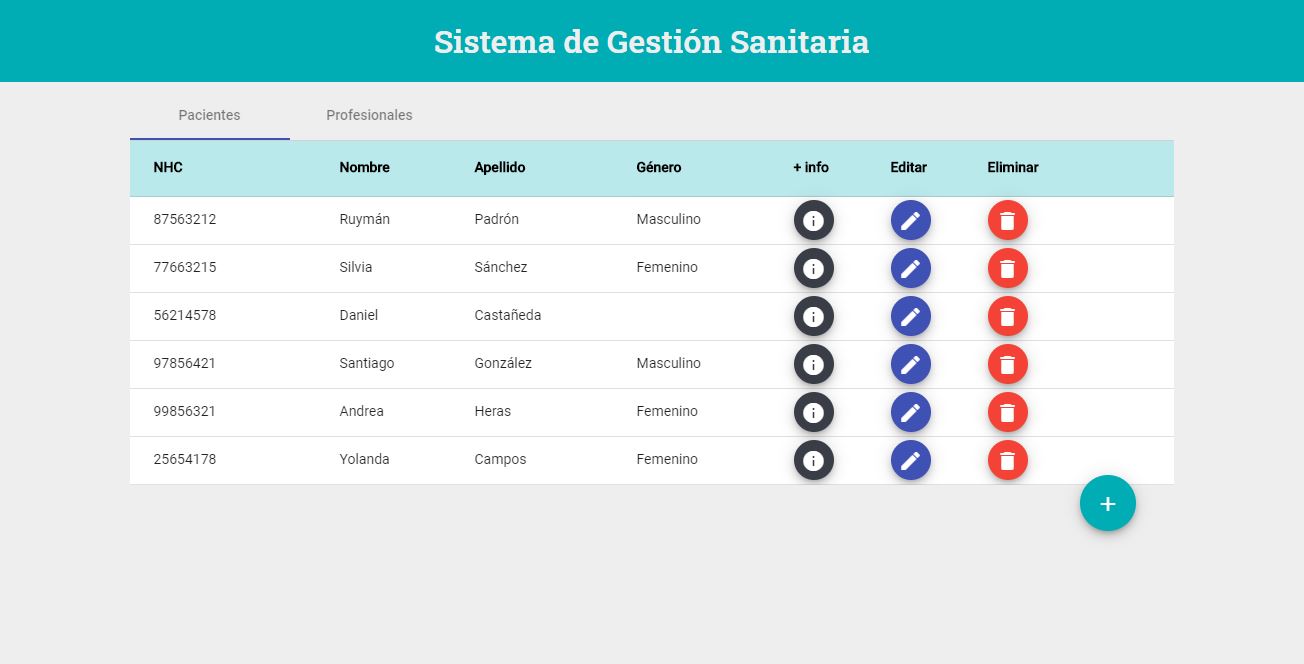 Sistema de Gestión Sanitaria
Pacientes Profesionales
NHC Nombre Apellido Género + info Editar Eliminar
87563212 Ruymán Padrón Masculino
77663215 Silvia Sánchez Femenino
56214578 Daniel Castañeda
97856421 Santiago González Masculino
99856321 Andrea Heras Femenino
25654178 Yolanda Campos Femenino
+